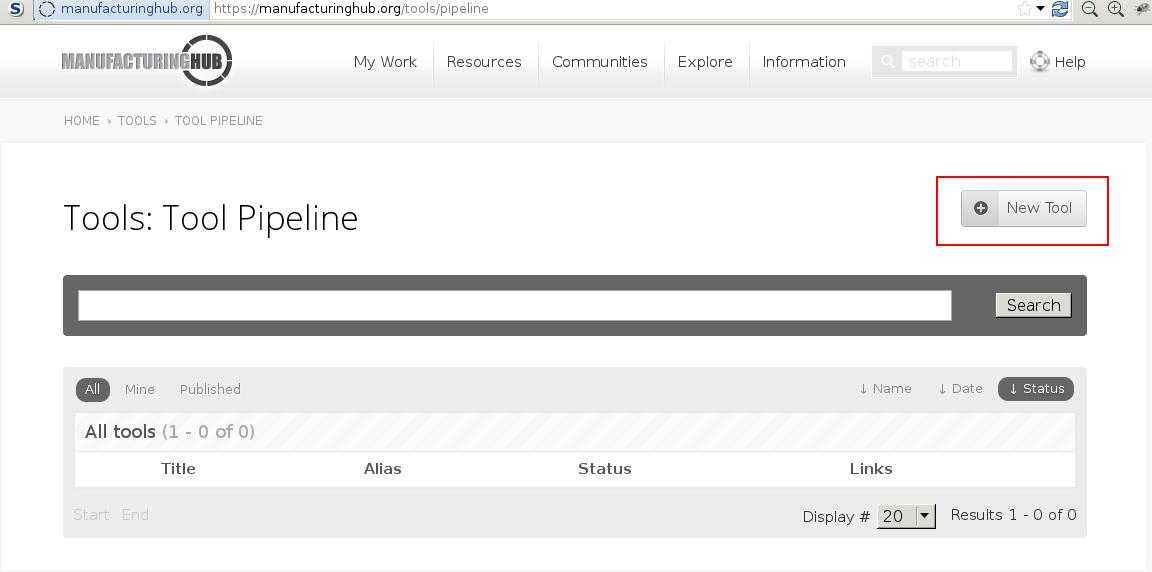 manufacturinghub.org https://manufacturinghub.org/tools/pipeline
MANUFACTURINGHUB My Work Resources Communities Explore Information search Help
HOME › TOOLS › TOOL PIPELINE
New Tool
Tools: Tool Pipeline
Search
All Mine Published ↓ Name ↓ Date ↓ Status
All tools (1 - 0 of 0)
Title Alias Status Links
Start End Display # 20 Results 1 - 0 of 0